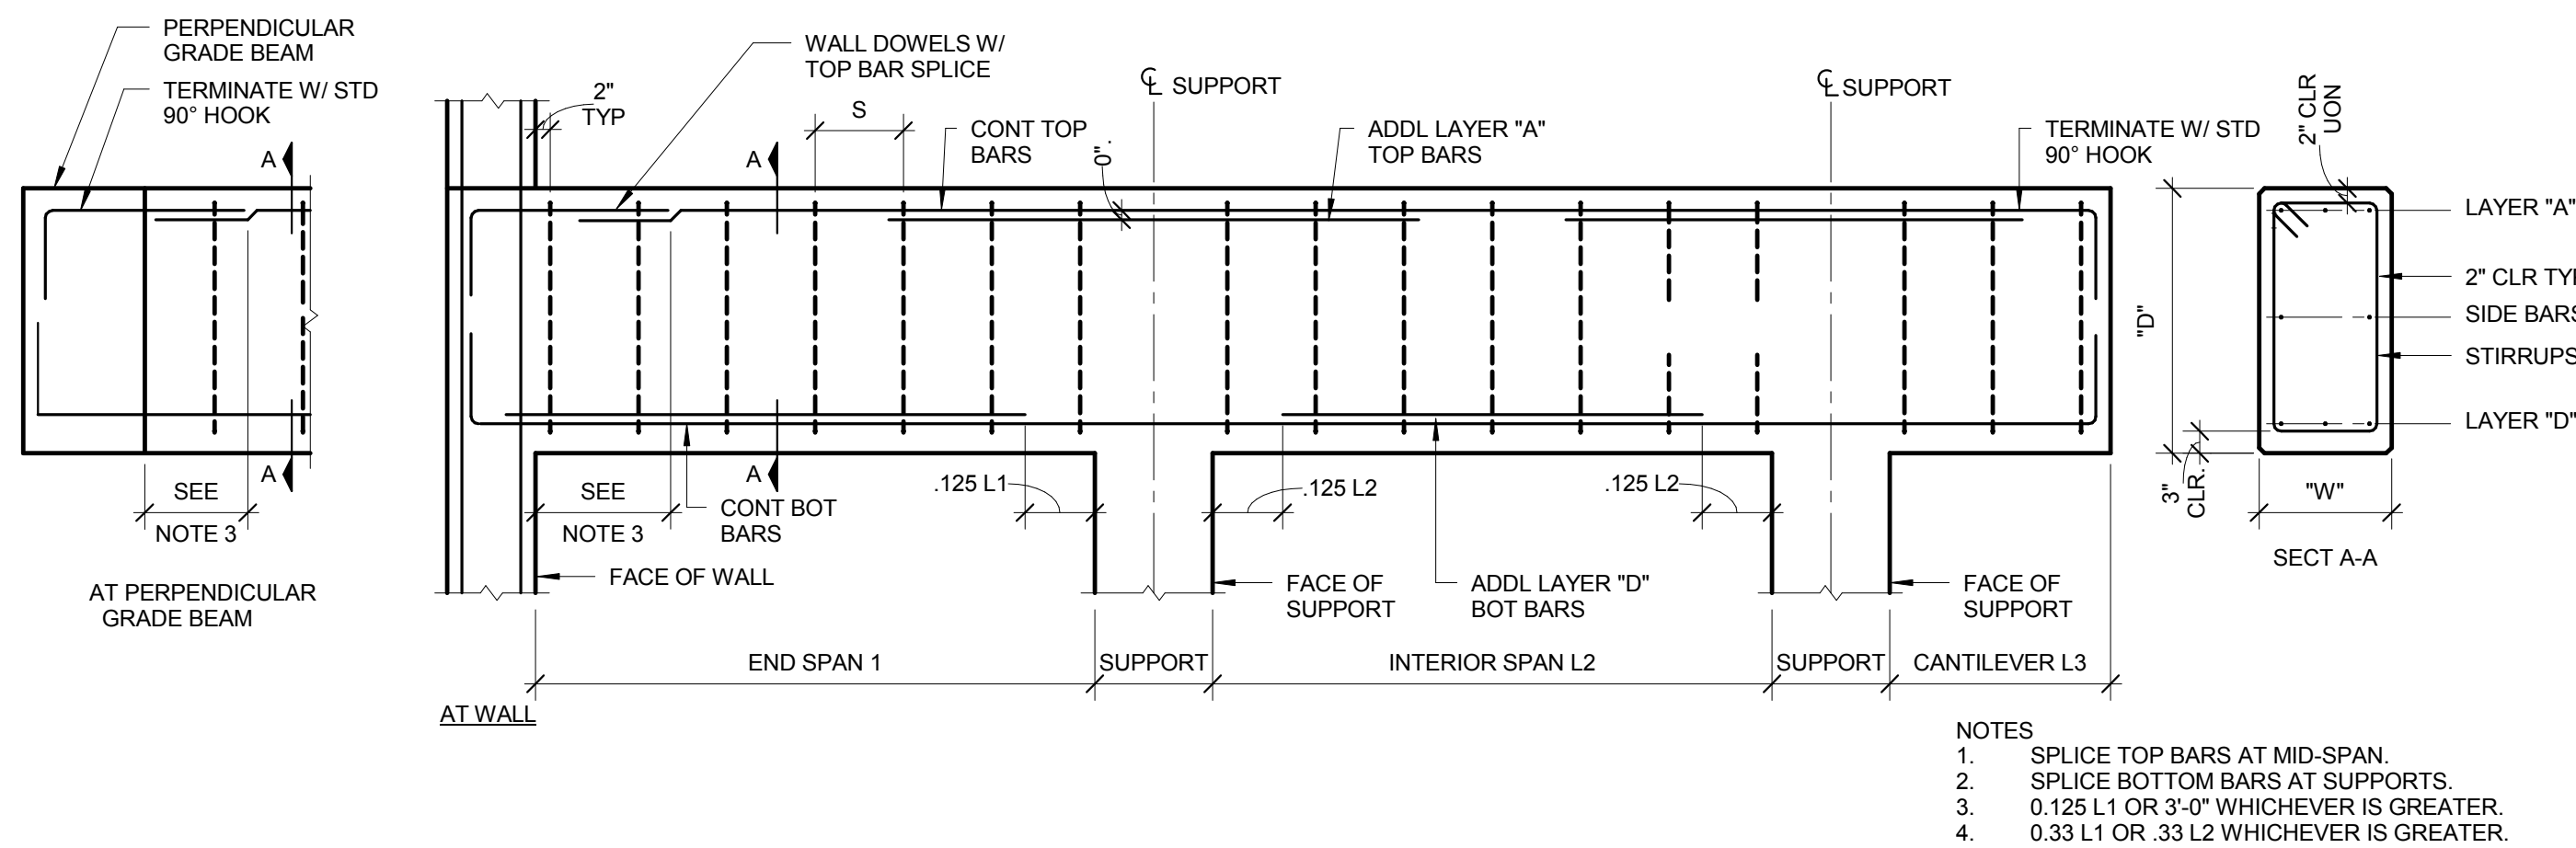 PERPENDICULAR
GRADE BEAM
TERMINATE W/ STD
90° HOOK
A
A
SEE
NOTE 3
AT PERPENDICULAR
GRADE BEAM
2"
TYP
WALL DOWELS W/
TOP BAR SPLICE
S
A
CONT TOP
BARS
0".
℄ SUPPORT
ADDL LAYER "A"
TOP BARS
℄ SUPPORT
TERMINATE W/ STD
90° HOOK
A
SEE
NOTE 3
CONT BOT
BARS
FACE OF WALL
.125 L1
.125 L2
.125 L2
FACE OF
SUPPORT
ADDL LAYER "D"
BOT BARS
FACE OF
SUPPORT
END SPAN 1
SUPPORT
INTERIOR SPAN L2
SUPPORT
CANTILEVER L3
AT WALL
2" CLR
UON
"D"
LAYER "A"
2" CLR TYP
SIDE BARS
STIRRUPS
LAYER "D"
3"
CLR.
"W"
SECT A-A
NOTES
1. SPLICE TOP BARS AT MID-SPAN.
2. SPLICE BOTTOM BARS AT SUPPORTS.
3. 0.125 L1 OR 3'-0" WHICHEVER IS GREATER.
4. 0.33 L1 OR .33 L2 WHICHEVER IS GREATER.